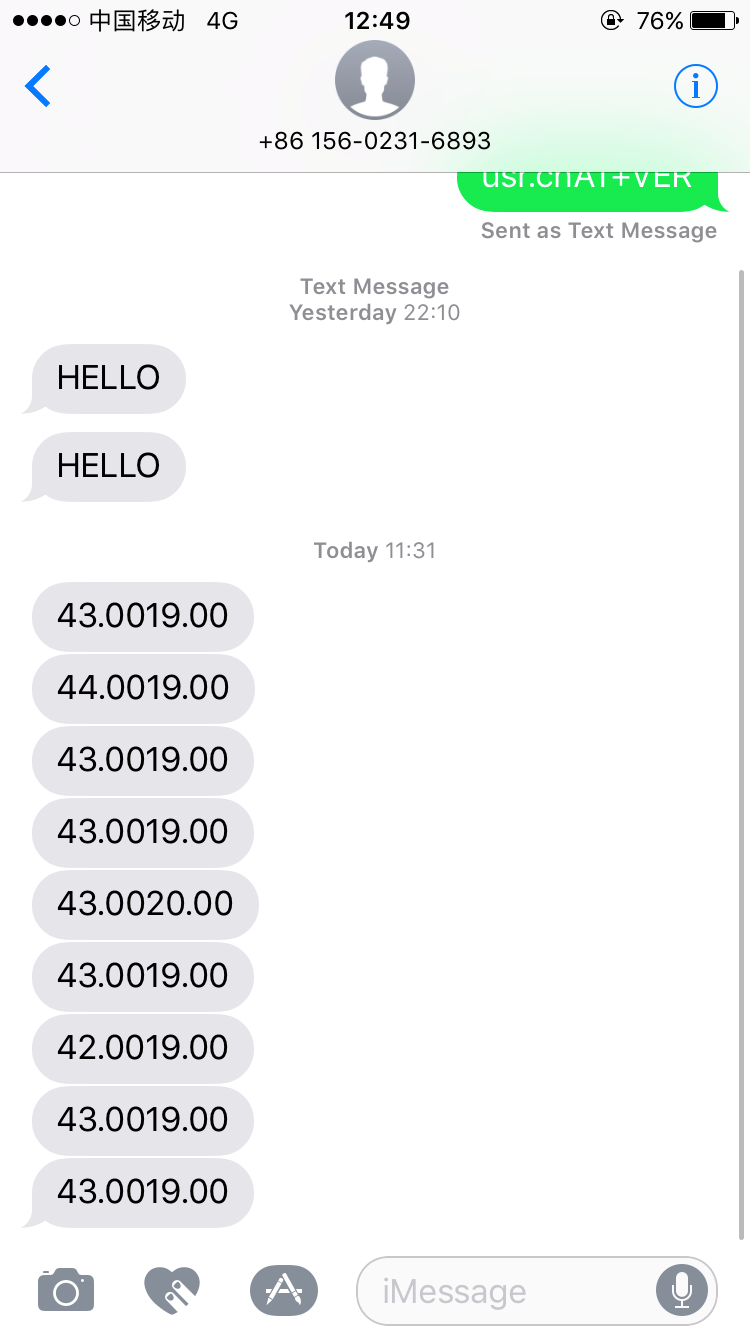 中国移动 4G 12:49 76%
+86 156-0231-6893
usr.cnAT+VER
Sent as Text Message
Text Message
Yesterday 22:10
HELLO
HELLO
Today 11:31
43.0019.00
44.0019.00
43.0019.00
43.0019.00
43.0020.00
43.0019.00
42.0019.00
43.0019.00
43.0019.00
iMessage